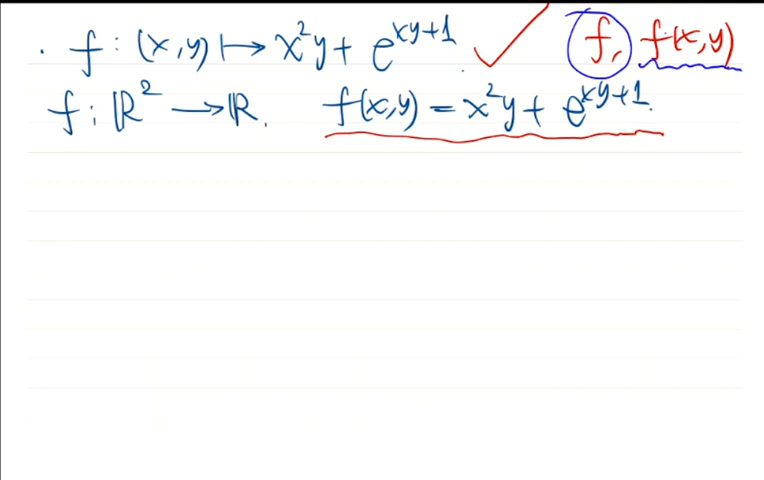 · f : (x,y) ↦ x²y + e^{xy+1} ✓ f, f(x,y)
f : ℝ² → ℝ. f(x,y) = x²y + e^{xy+1}.